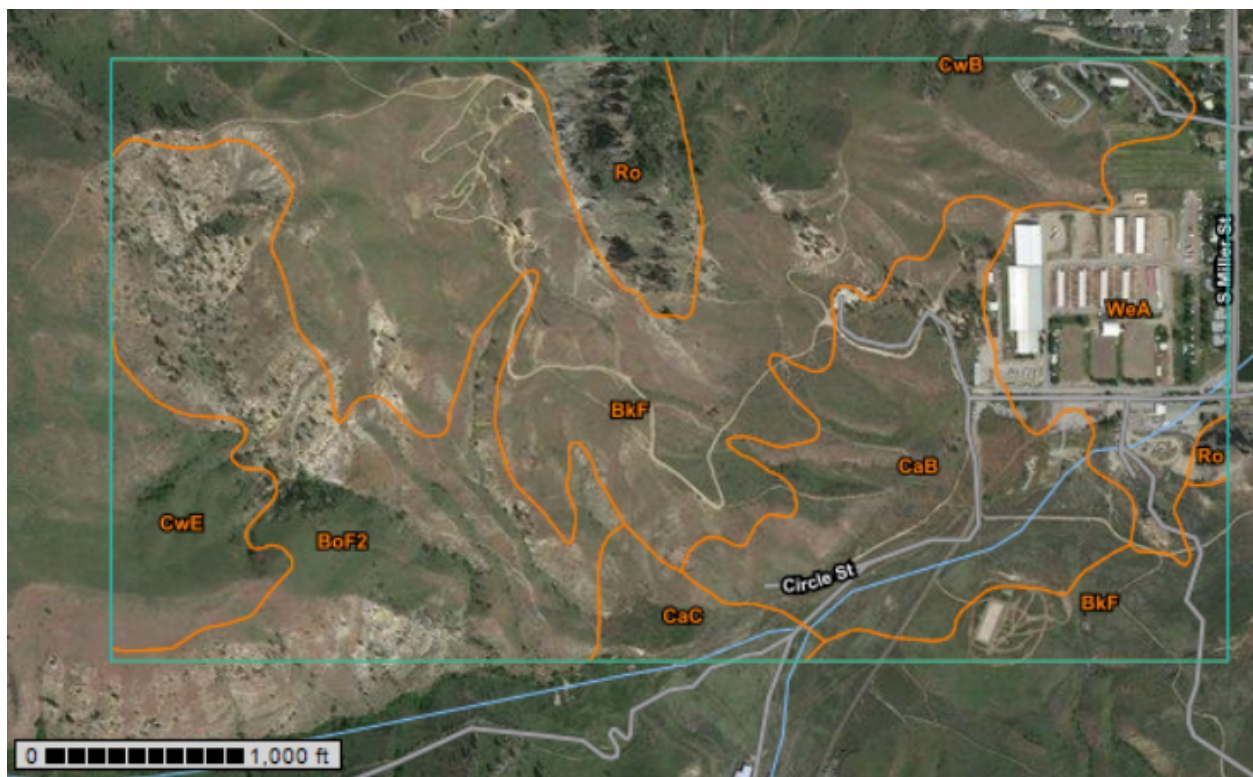 CwB
Ro
S Miller St
WeA
BkF
CaB
Ro
CwE
BoF2
Circle St
CaC
BkF
0 1,000 ft